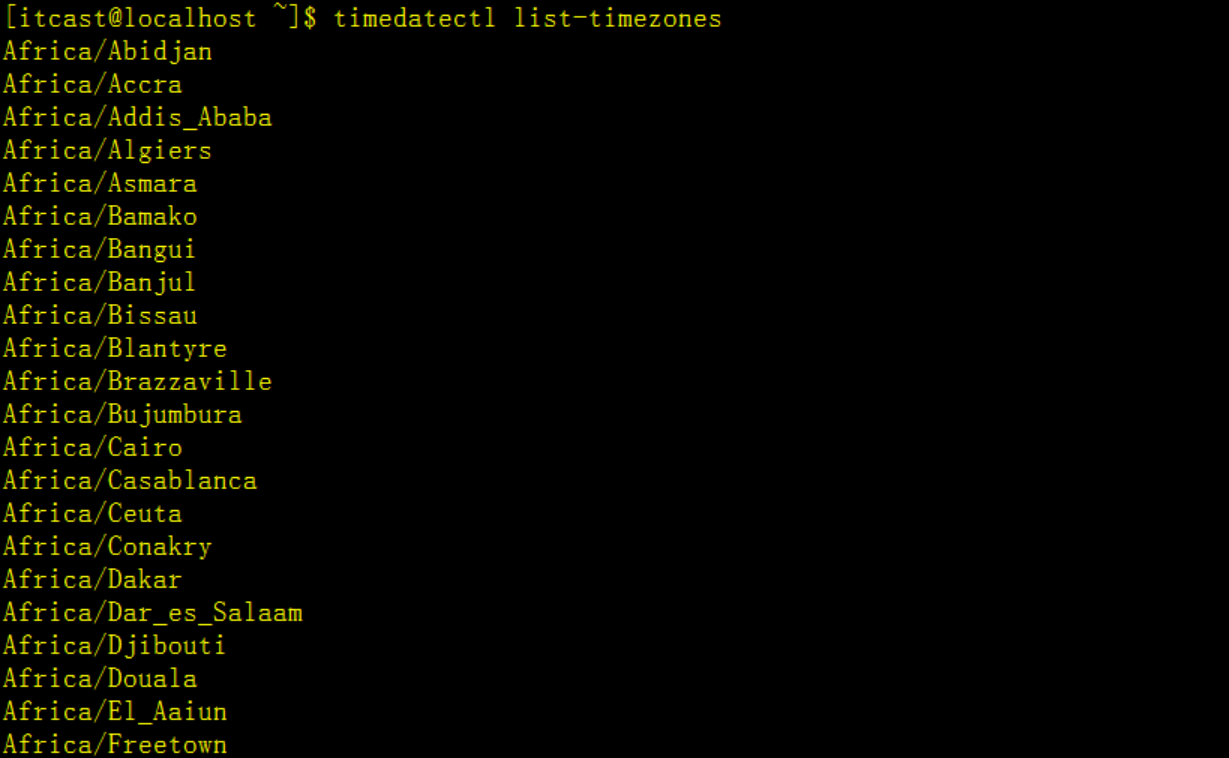 [itcast@localhost ~]$ timedatectl list-timezones
Africa/Abidjan
Africa/Accra
Africa/Addis_Ababa
Africa/Algiers
Africa/Asmara
Africa/Bamako
Africa/Bangui
Africa/Banjul
Africa/Bissau
Africa/Blantyre
Africa/Brazzaville
Africa/Bujumbura
Africa/Cairo
Africa/Casablanca
Africa/Ceuta
Africa/Conakry
Africa/Dakar
Africa/Dar_es_Salaam
Africa/Djibouti
Africa/Douala
Africa/El_Aaiun
Africa/Freetown